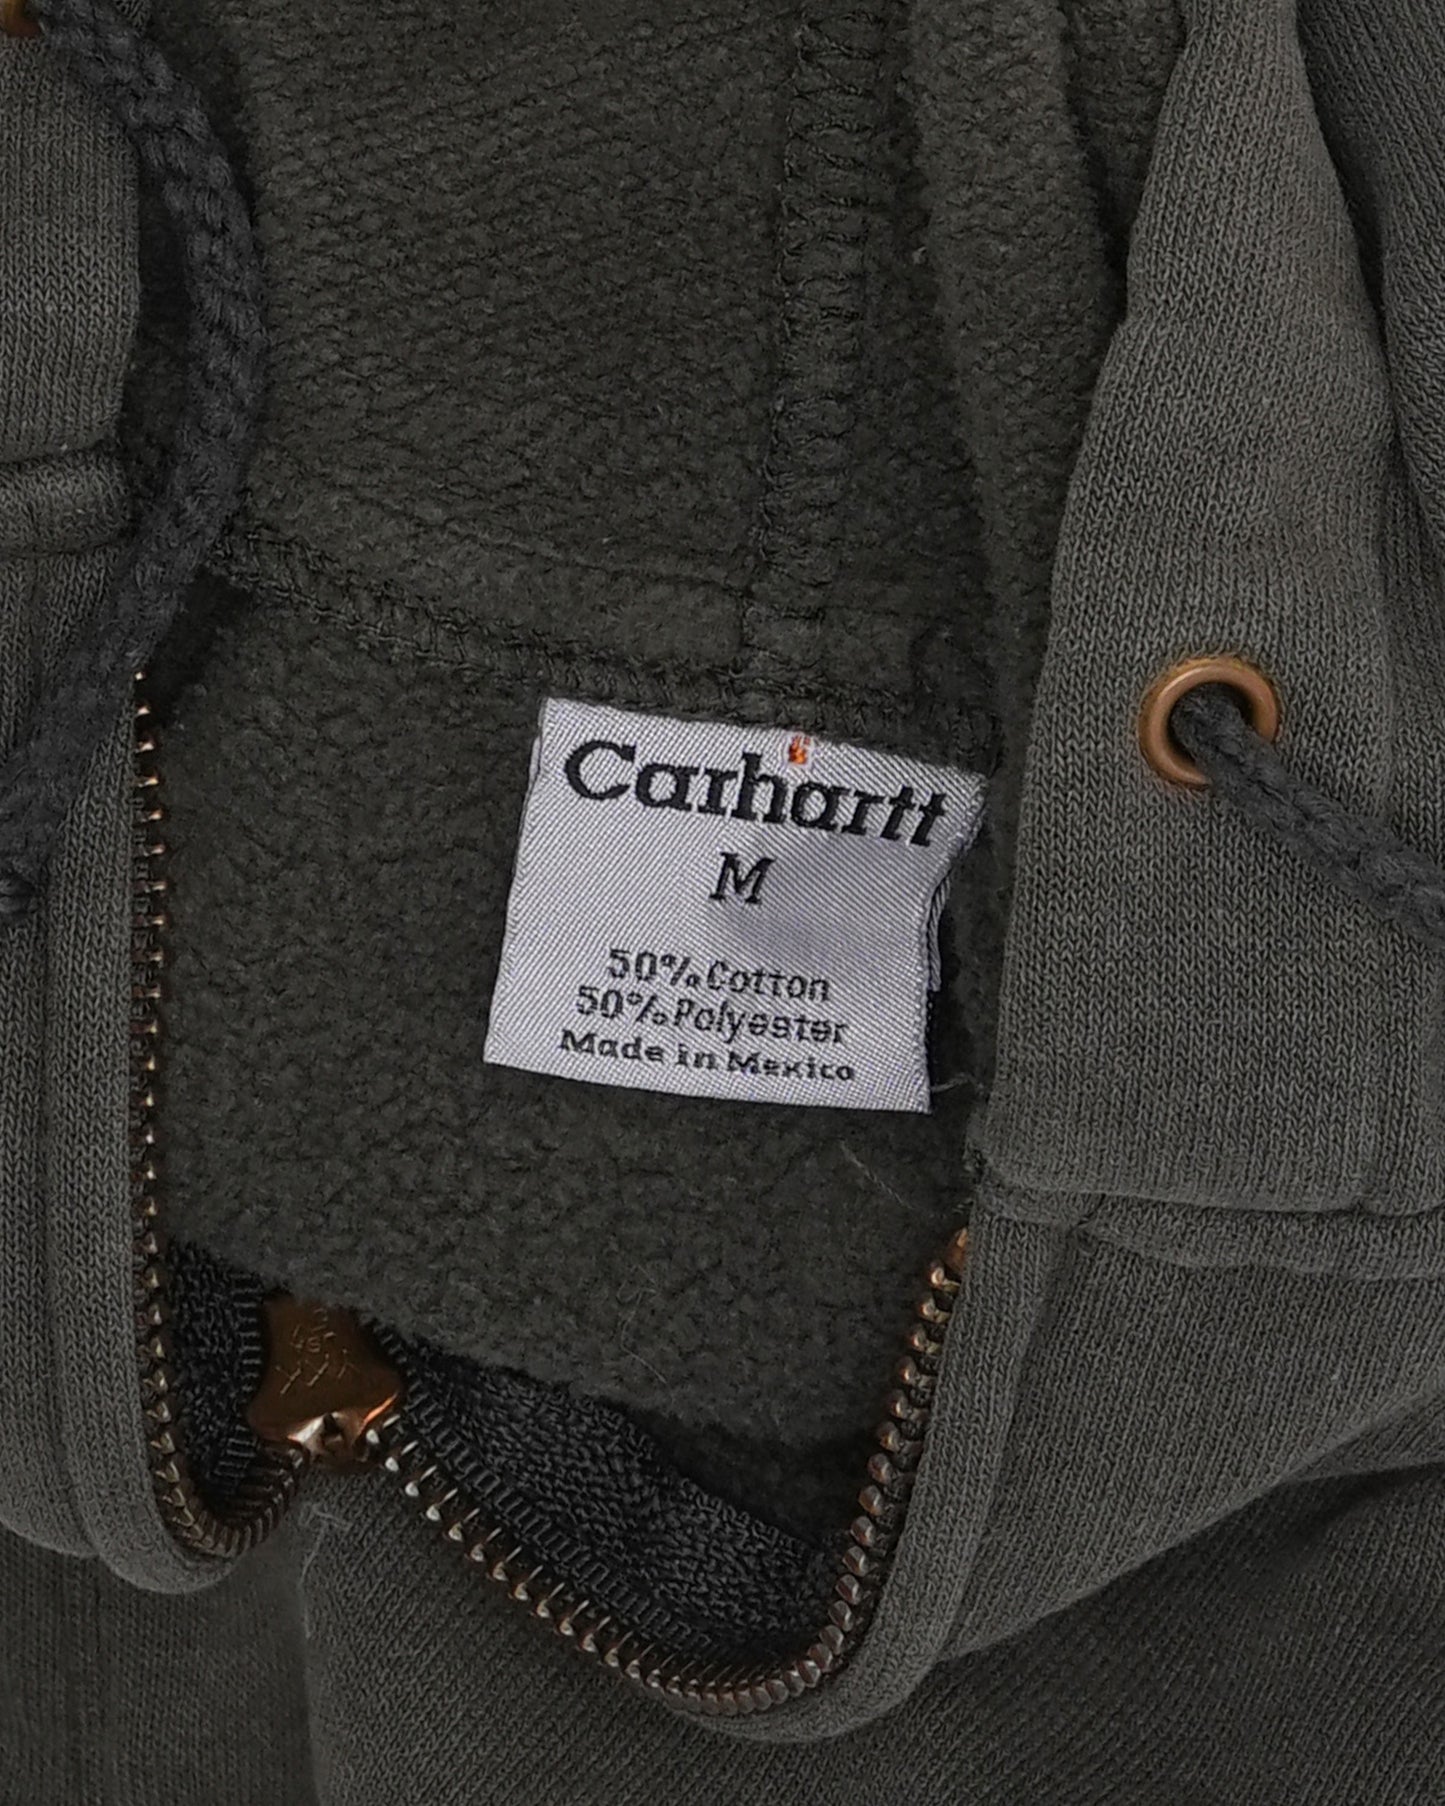 Carhartt
M
50% Cotton
50% Polyester
Made in Mexico